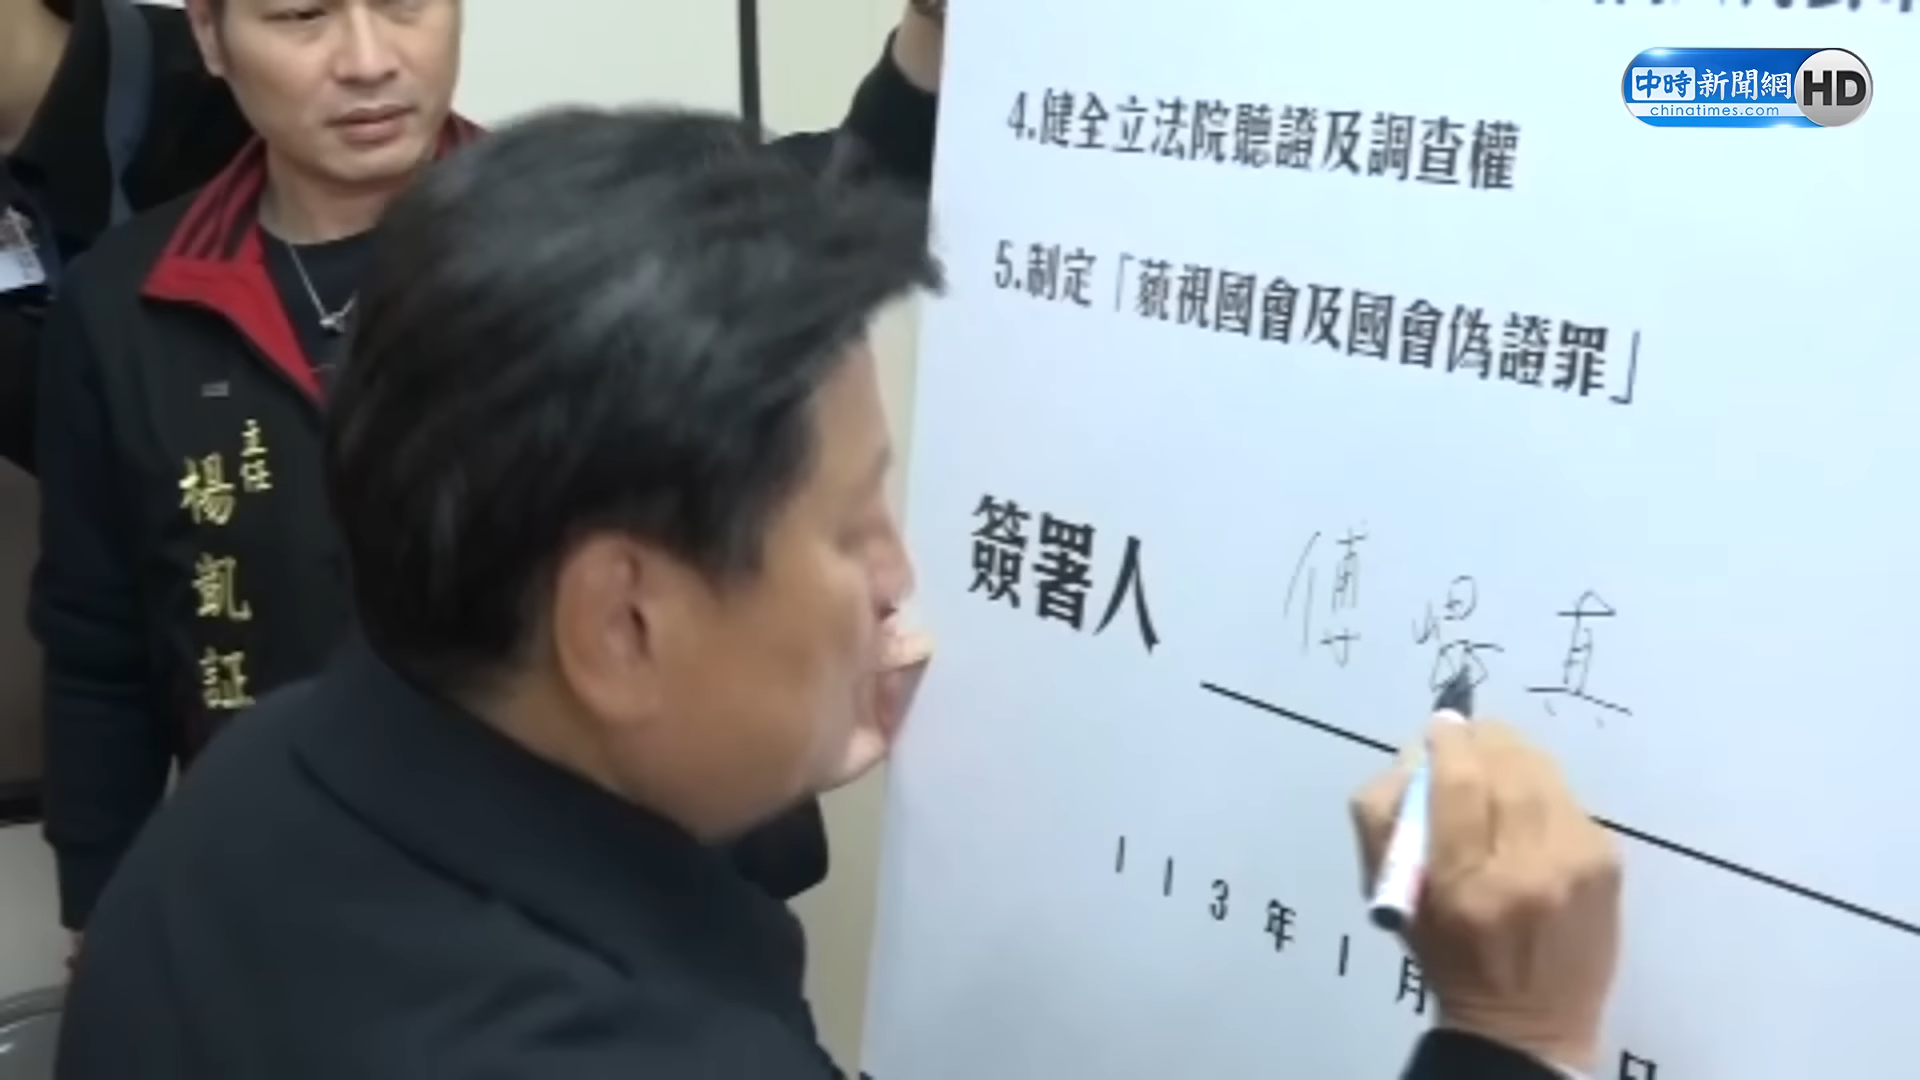 中時新聞網 HD
chinatimes.com
4.健全立法院聽證及調查權
5.制定「藐視國會及國會偽證罪」
簽署人 傅崐萁
113年1月 日
主任
楊凱証